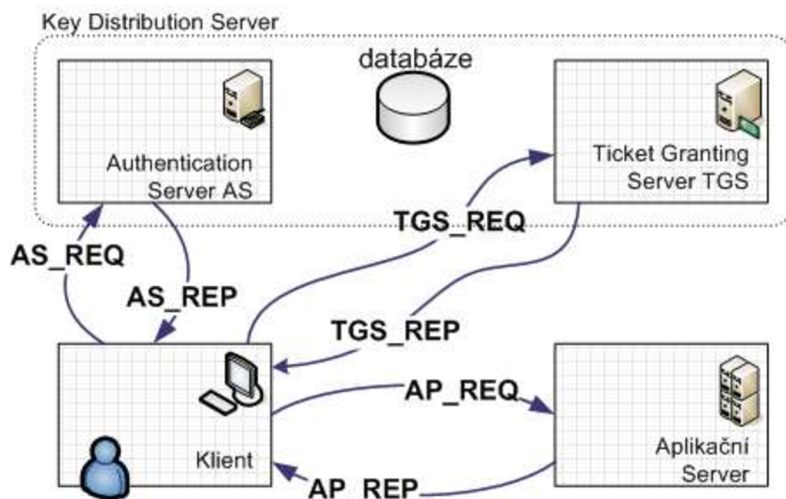 Key Distribution Server
databáze
Authentication
Server AS
Ticket Granting
Server TGS
AS_REQ
AS_REP
TGS_REQ
TGS_REP
AP_REQ
AP_REP
Klient
Aplikační
Server